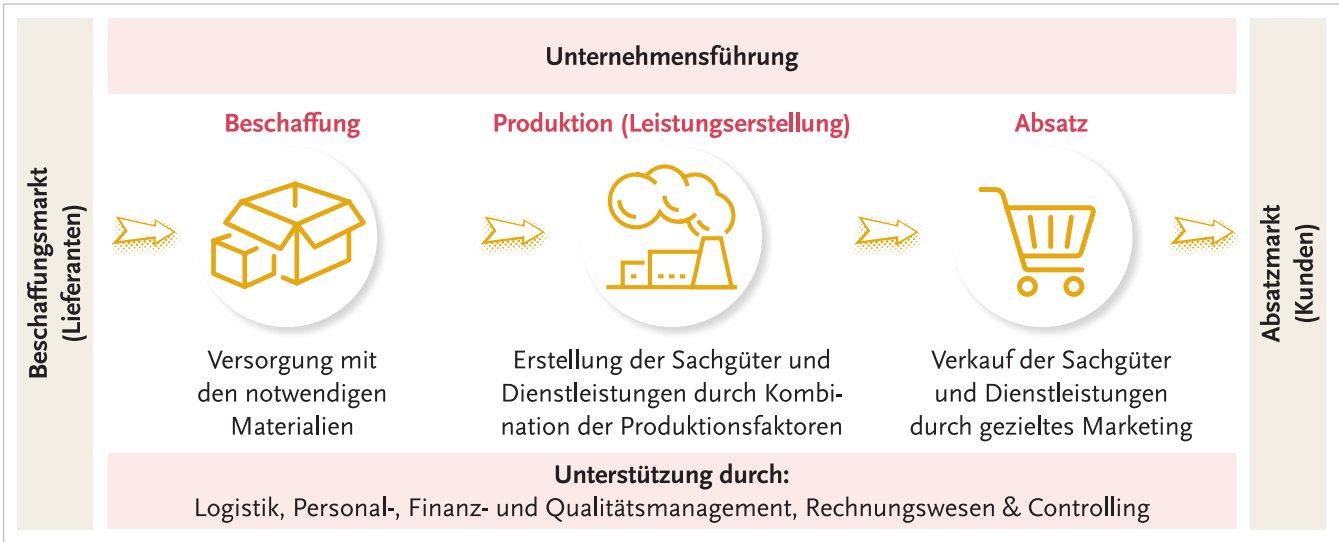 Beschaffungsmarkt
(Lieferanten)
Unternehmensführung
Beschaffung
Versorgung mit
den notwendigen
Materialien
Produktion (Leistungserstellung)
Erstellung der Sachgüter und
Dienstleistungen durch Kombi-
nation der Produktionsfaktoren
Absatz
Verkauf der Sachgüter
und Dienstleistungen
durch gezieltes Marketing
Unterstützung durch:
Logistik, Personal-, Finanz- und Qualitätsmanagement, Rechnungswesen & Controlling
Absatzmarkt
(Kunden)